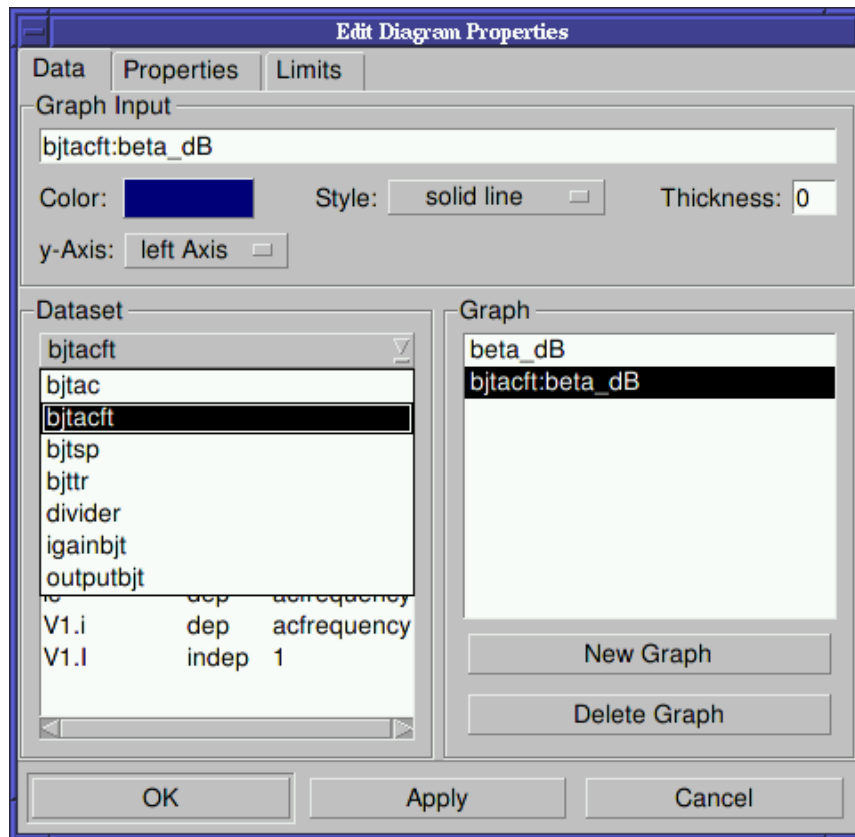 Edit Diagram Properties
Data Properties Limits
Graph Input
bjtacft:beta_dB
Color: Style: solid line Thickness: 0
y-Axis: left Axis
Dataset
bjtacft
bjtac
bjtacft
bjtsp
bjttr
divider
igainbjt
outputbjt
dep acfrequency
V1.i dep acfrequency
V1.I indep 1
Graph
beta_dB
bjtacft:beta_dB
New Graph
Delete Graph
OK Apply Cancel